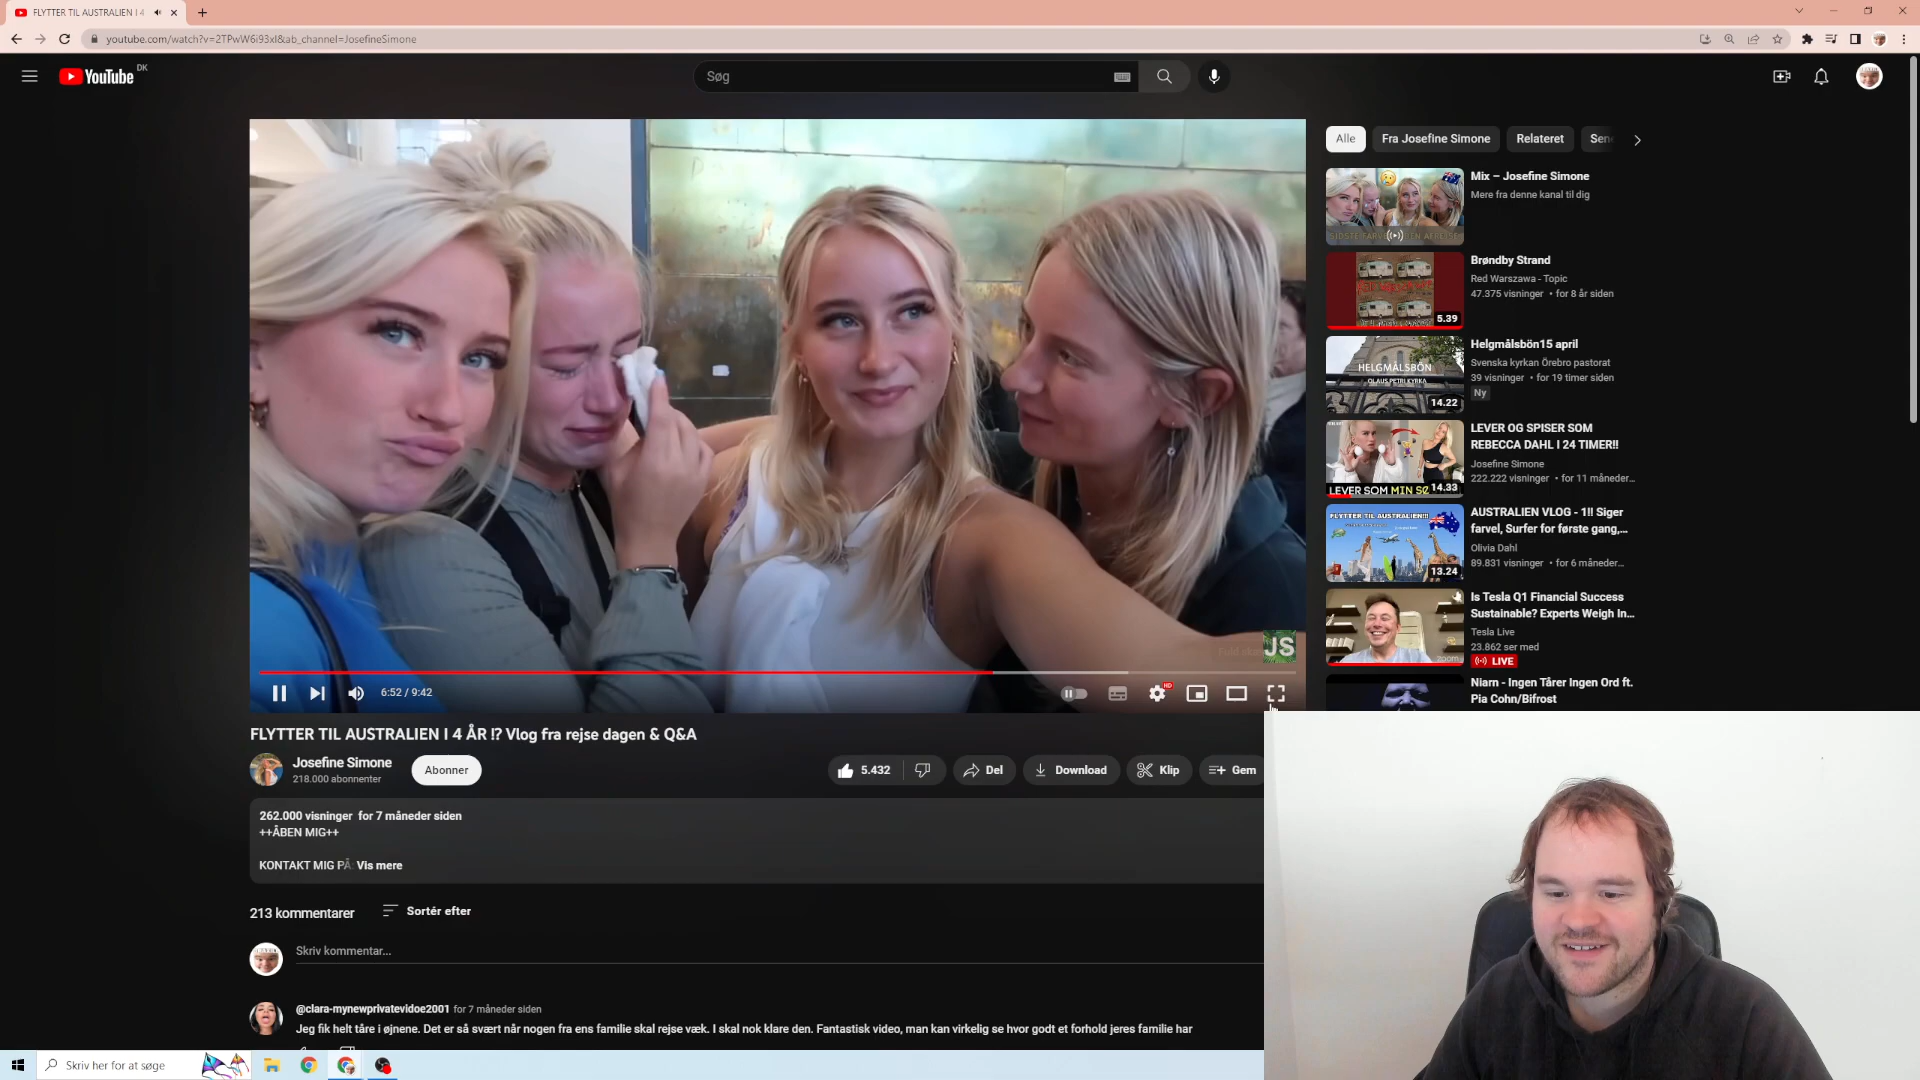 FLYTTER TIL AUSTRALIEN I 4
youtube.com/watch?v=2TPwW6i93xI&ab_channel=JosefineSimone
YouTube DK
Søg
Alle
Fra Josefine Simone
Relateret
Sen
Mix – Josefine Simone
Mere fra denne kanal til dig
Brøndby Strand
Red Warszawa - Topic
47.375 visninger • for 8 år siden
5.39
HELGMÅLSBÖN
OLAUS PETRI KYRKA
14.22
Helgmålsbön15 april
Svenska kyrkan Örebro pastorat
39 visninger • for 19 timer siden
Ny
LEVER SOM MIN SØ
14.33
LEVER OG SPISER SOM
REBECCA DAHL I 24 TIMER!!
Josefine Simone
222.222 visninger • for 11 måneder...
FLYTTER TIL AUSTRALIEN!!!
13.24
AUSTRALIEN VLOG - 1!! Siger
farvel, Surfer for første gang,...
Olivia Dahl
89.831 visninger • for 6 måneder...
zoom
Is Tesla Q1 Financial Success
Sustainable? Experts Weigh In...
Tesla Live
23.862 ser med
LIVE
Niarn - Ingen Tårer Ingen Ord ft.
Pia Cohn/Bifrost
JS
6:52 / 9:42
HD
FLYTTER TIL AUSTRALIEN I 4 ÅR !? Vlog fra rejse dagen & Q&A
Josefine Simone
218.000 abonnenter
Abonner
5.432
Del
Download
Klip
Gem
262.000 visninger for 7 måneder siden
++ÅBEN MIG++
KONTAKT MIG PÅ Vis mere
213 kommentarer
Sortér efter
Skriv kommentar...
@clara-mynewprivatevidoe2001 for 7 måneder siden
Jeg fik helt tåre i øjnene. Det er så svært når nogen fra ens familie skal rejse væk. I skal nok klare den. Fantastisk video, man kan virkelig se hvor godt et forhold jeres familie har
Skriv her for at søge